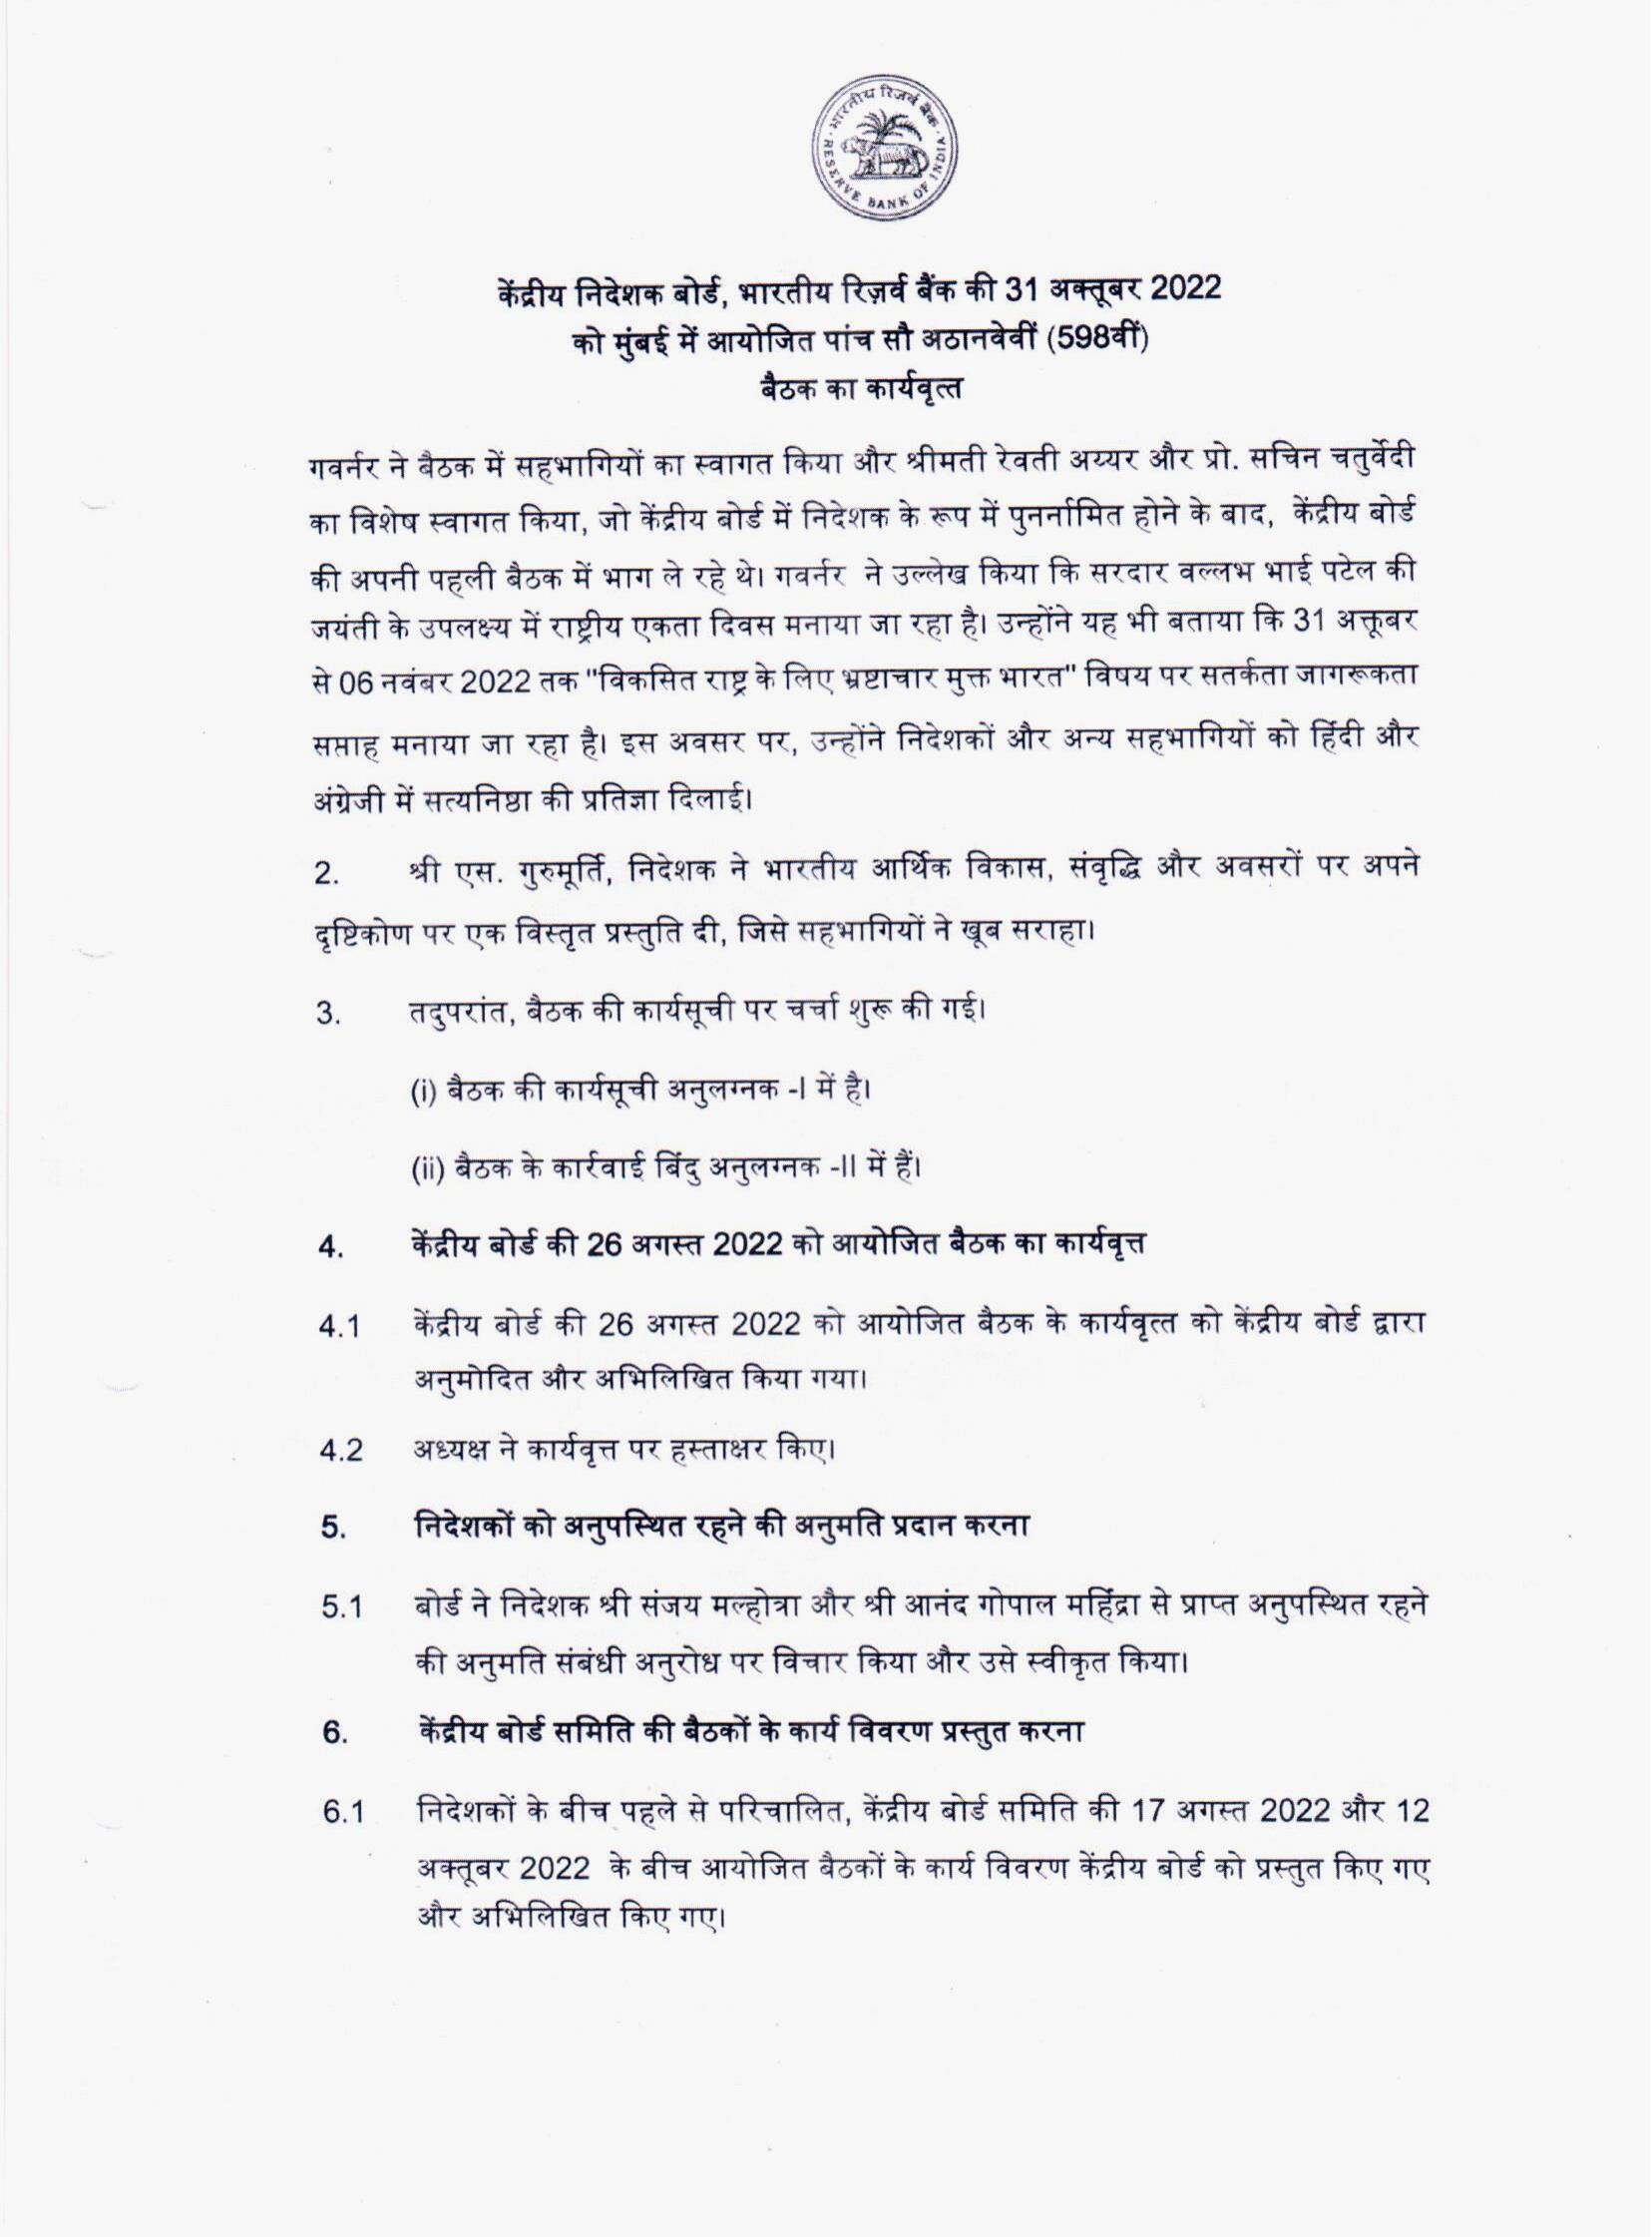 भारतीय रिज़र्व बैंक
RESERVE BANK OF INDIA
केंद्रीय निदेशक बोर्ड, भारतीय रिज़र्व बैंक की 31 अक्तूबर 2022
को मुंबई में आयोजित पांच सौ अठानवेवीं (598वीं)
बैठक का कार्यवृत्त
गवर्नर ने बैठक में सहभागियों का स्वागत किया और श्रीमती रेवती अय्यर और प्रो. सचिन चतुर्वेदी
का विशेष स्वागत किया, जो केंद्रीय बोर्ड में निदेशक के रूप में पुनर्नामित होने के बाद, केंद्रीय बोर्ड
की अपनी पहली बैठक में भाग ले रहे थे। गवर्नर ने उल्लेख किया कि सरदार वल्लभ भाई पटेल की
जयंती के उपलक्ष्य में राष्ट्रीय एकता दिवस मनाया जा रहा है। उन्होंने यह भी बताया कि 31 अक्तूबर
से 06 नवंबर 2022 तक "विकसित राष्ट्र के लिए भ्रष्टाचार मुक्त भारत" विषय पर सतर्कता जागरूकता
सप्ताह मनाया जा रहा है। इस अवसर पर, उन्होंने निदेशकों और अन्य सहभागियों को हिंदी और
अंग्रेजी में सत्यनिष्ठा की प्रतिज्ञा दिलाई।
2. श्री एस. गुरुमूर्ति, निदेशक ने भारतीय आर्थिक विकास, संवृद्धि और अवसरों पर अपने
दृष्टिकोण पर एक विस्तृत प्रस्तुति दी, जिसे सहभागियों ने खूब सराहा।
3. तदुपरांत, बैठक की कार्यसूची पर चर्चा शुरू की गई।
(i) बैठक की कार्यसूची अनुलग्नक -I में है।
(ii) बैठक के कार्रवाई बिंदु अनुलग्नक -II में हैं।
4. केंद्रीय बोर्ड की 26 अगस्त 2022 को आयोजित बैठक का कार्यवृत्त
4.1 केंद्रीय बोर्ड की 26 अगस्त 2022 को आयोजित बैठक के कार्यवृत्त को केंद्रीय बोर्ड द्वारा
अनुमोदित और अभिलिखित किया गया।
4.2 अध्यक्ष ने कार्यवृत्त पर हस्ताक्षर किए।
5. निदेशकों को अनुपस्थित रहने की अनुमति प्रदान करना
5.1 बोर्ड ने निदेशक श्री संजय मल्होत्रा और श्री आनंद गोपाल महिंद्रा से प्राप्त अनुपस्थित रहने
की अनुमति संबंधी अनुरोध पर विचार किया और उसे स्वीकृत किया।
6. केंद्रीय बोर्ड समिति की बैठकों के कार्य विवरण प्रस्तुत करना
6.1 निदेशकों के बीच पहले से परिचालित, केंद्रीय बोर्ड समिति की 17 अगस्त 2022 और 12
अक्तूबर 2022 के बीच आयोजित बैठकों के कार्य विवरण केंद्रीय बोर्ड को प्रस्तुत किए गए
और अभिलिखित किए गए।